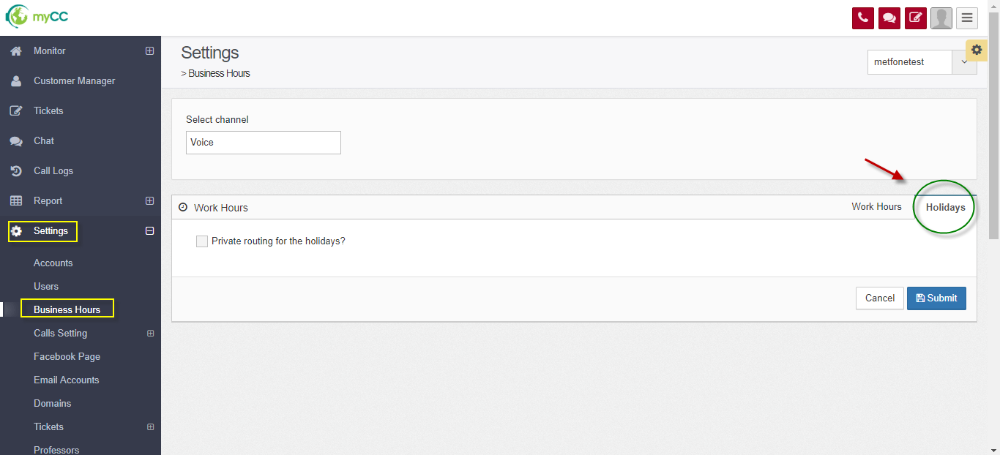 myCC
Monitor
Customer Manager
Tickets
Chat
Call Logs
Report
Settings
Accounts
Users
Business Hours
Calls Setting
Facebook Page
Email Accounts
Domains
Tickets
Professors
Settings
> Business Hours
metfonetest
Select channel
Voice
Work Hours
Work Hours
Holidays
Private routing for the holidays?
Cancel
Submit